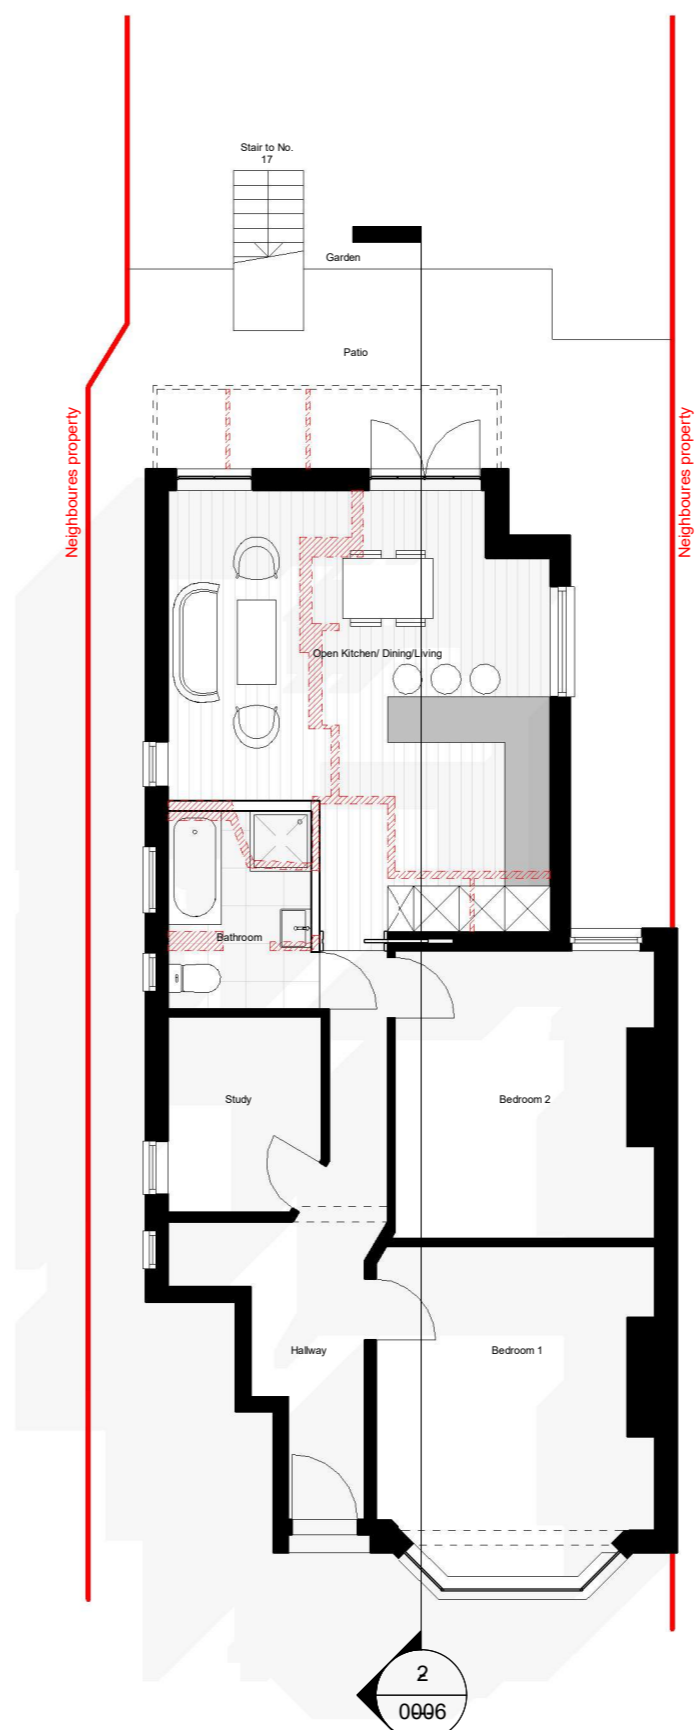 Stair to No.
17
Garden
Patio
Neighboures property
Neighboures property
Open Kitchen/ Dining/Living
Bathroom
Study
Bedroom 2
Hallway
Bedroom 1
2
0006